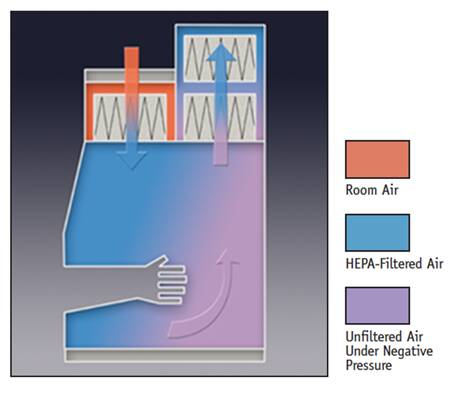 Room Air
HEPA-Filtered Air
Unfiltered Air
Under Negative
Pressure